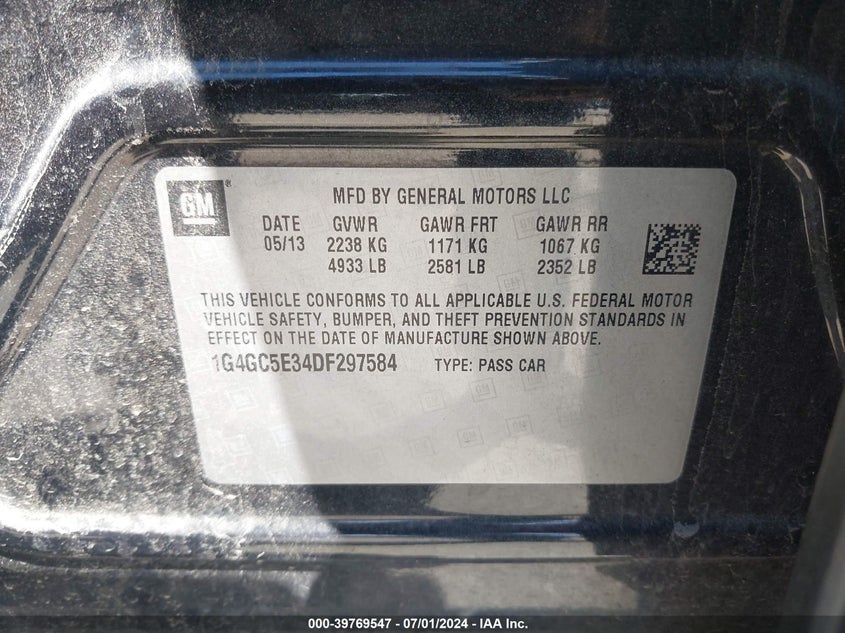 GM ® MFD BY GENERAL MOTORS LLC
DATE GVWR GAWR FRT GAWR RR
05/13 2238 KG 1171 KG 1067 KG
4933 LB 2581 LB 2352 LB
THIS VEHICLE CONFORMS TO ALL APPLICABLE U.S. FEDERAL MOTOR
VEHICLE SAFETY, BUMPER, AND THEFT PREVENTION STANDARDS IN
EFFECT ON THE DATE OF MANUFACTURE SHOWN ABOVE.
1G4GC5E34DF297584 TYPE: PASS CAR
000-39769547 - 07/01/2024 - IAA Inc.